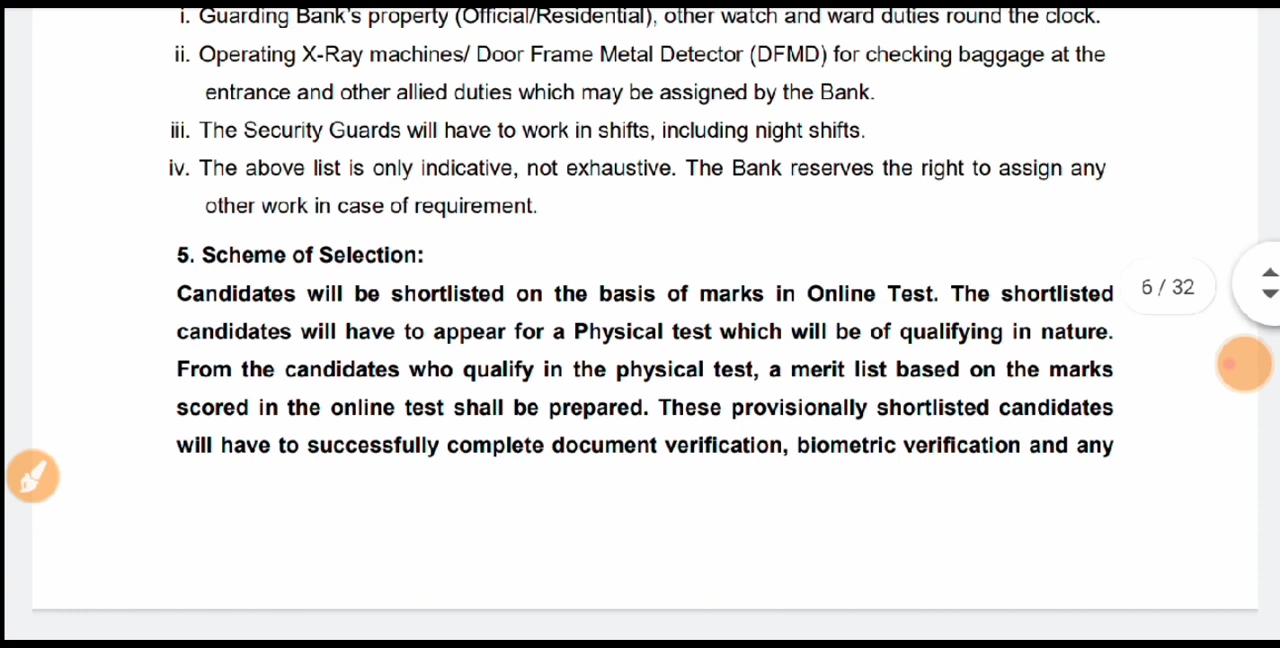 i. Guarding Bank's property (Official/Residential), other watch and ward duties round the clock.
ii. Operating X-Ray machines/ Door Frame Metal Detector (DFMD) for checking baggage at the
entrance and other allied duties which may be assigned by the Bank.
iii. The Security Guards will have to work in shifts, including night shifts.
iv. The above list is only indicative, not exhaustive. The Bank reserves the right to assign any
other work in case of requirement.
5. Scheme of Selection:
Candidates will be shortlisted on the basis of marks in Online Test. The shortlisted
6 / 32
candidates will have to appear for a Physical test which will be of qualifying in nature.
From the candidates who qualify in the physical test, a merit list based on the marks
scored in the online test shall be prepared. These provisionally shortlisted candidates
will have to successfully complete document verification, biometric verification and any